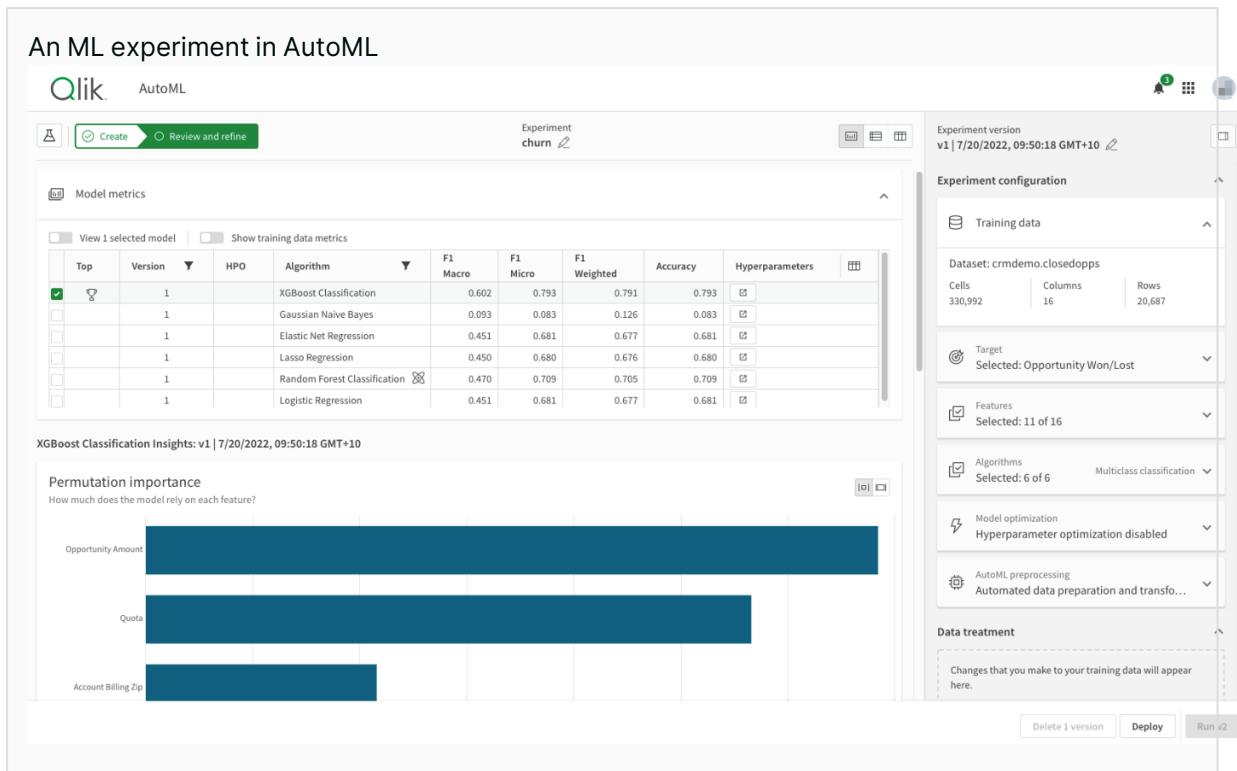 An ML experiment in AutoML
Qlik
AutoML
3
Create
Review and refine
Experiment
churn
Experiment version
v1 | 7/20/2022, 09:50:18 GMT+10
Model metrics
View 1 selected model
Show training data metrics
Top Version HPO Algorithm F1 Macro F1 Micro F1 Weighted Accuracy Hyperparameters
1 XGBoost Classification 0.602 0.793 0.791 0.793
1 Gaussian Naive Bayes 0.093 0.083 0.126 0.083
1 Elastic Net Regression 0.451 0.681 0.677 0.681
1 Lasso Regression 0.450 0.680 0.676 0.680
1 Random Forest Classification 0.470 0.709 0.705 0.709
1 Logistic Regression 0.451 0.681 0.677 0.681
XGBoost Classification Insights: v1 | 7/20/2022, 09:50:18 GMT+10
Permutation importance
How much does the model rely on each feature?
Opportunity Amount
Quota
Account Billing Zip
Experiment configuration
Training data
Dataset: crmdemo.closedopps
Cells Columns Rows
330,992 16 20,687
Target
Selected: Opportunity Won/Lost
Features
Selected: 11 of 16
Algorithms
Selected: 6 of 6
Multiclass classification
Model optimization
Hyperparameter optimization disabled
AutoML preprocessing
Automated data preparation and transfo...
Data treatment
Changes that you make to your training data will appear
here.
Delete 1 version
Deploy
Run v2